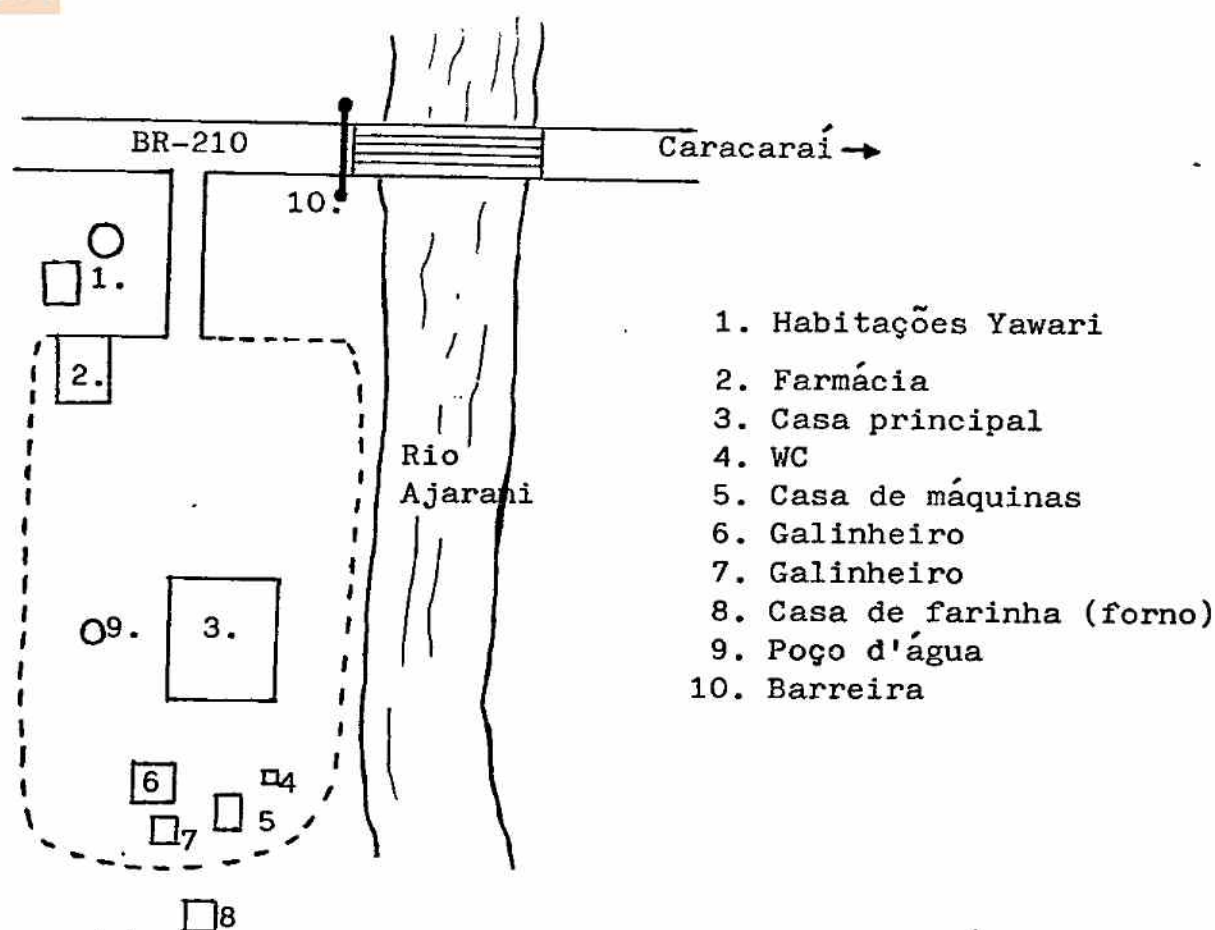 BR-210
Caracaraí
10.
1.
2.
Rio
Ajarani
9.
3.
6
4
5
7
8
1. Habitações Yawari
2. Farmácia
3. Casa principal
4. WC
5. Casa de máquinas
6. Galinheiro
7. Galinheiro
8. Casa de farinha (forno)
9. Poço d'água
10. Barreira